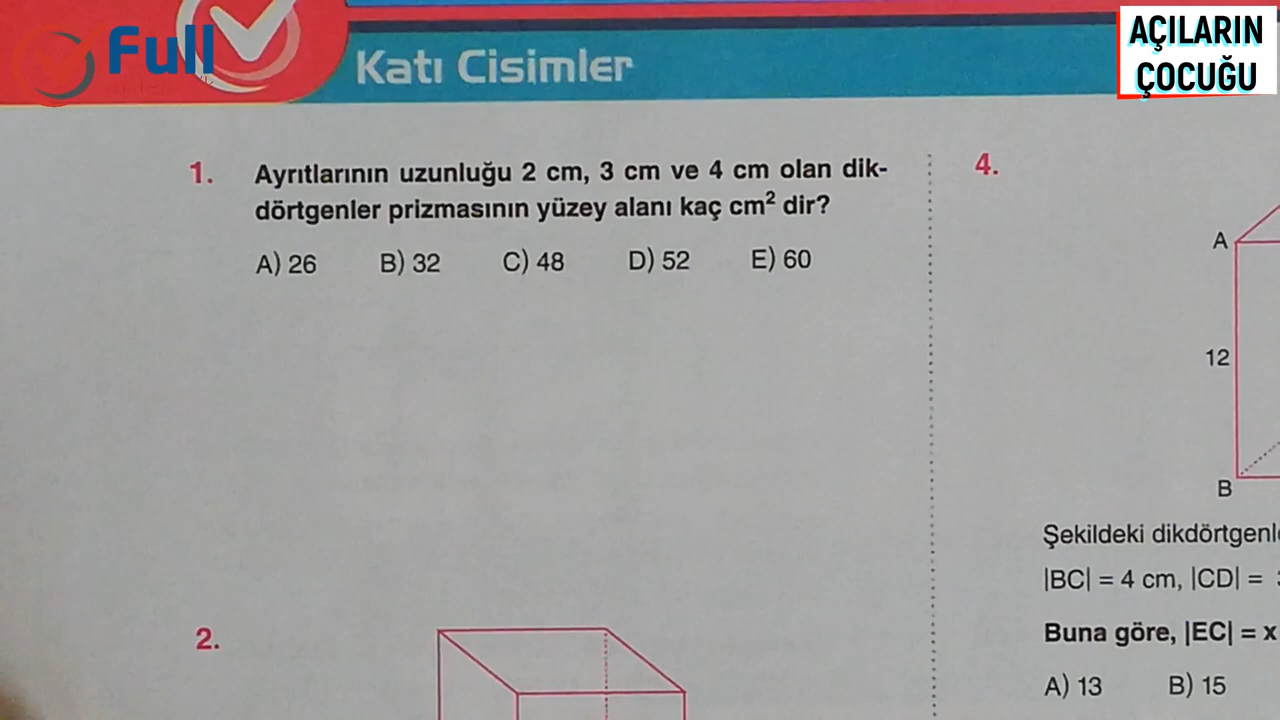 Full
Katı Cisimler
AÇILARIN
ÇOCUĞU
1. Ayrıtlarının uzunluğu 2 cm, 3 cm ve 4 cm olan dik-
dörtgenler prizmasının yüzey alanı kaç cm² dir?
A) 26 B) 32 C) 48 D) 52 E) 60
2.
4.
A
12
B
Şekildeki dikdörtgenl
|BC| = 4 cm, |CD| =
Buna göre, |EC| = x
A) 13 B) 15